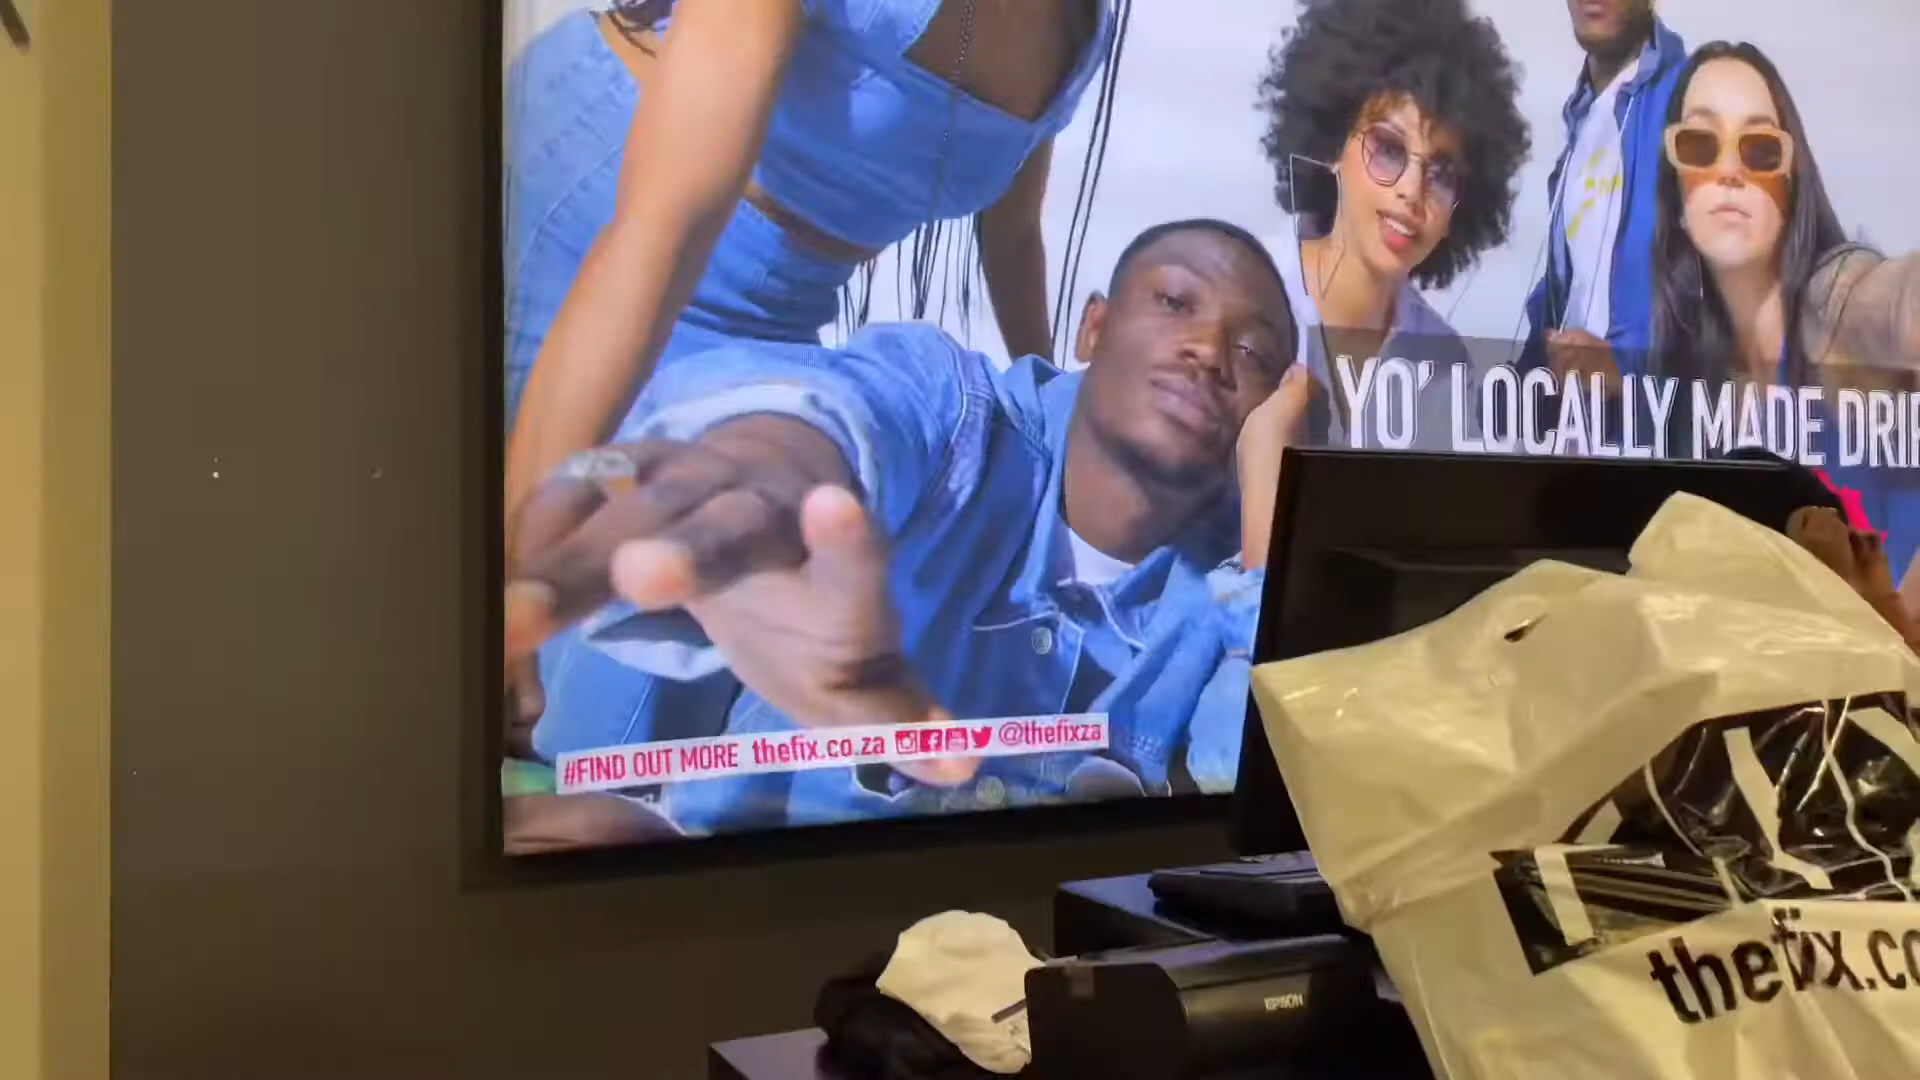 YO' LOCALLY MADE DRIP
#FIND OUT MORE thefix.co.za @thefixza
EPSON
thefix.co